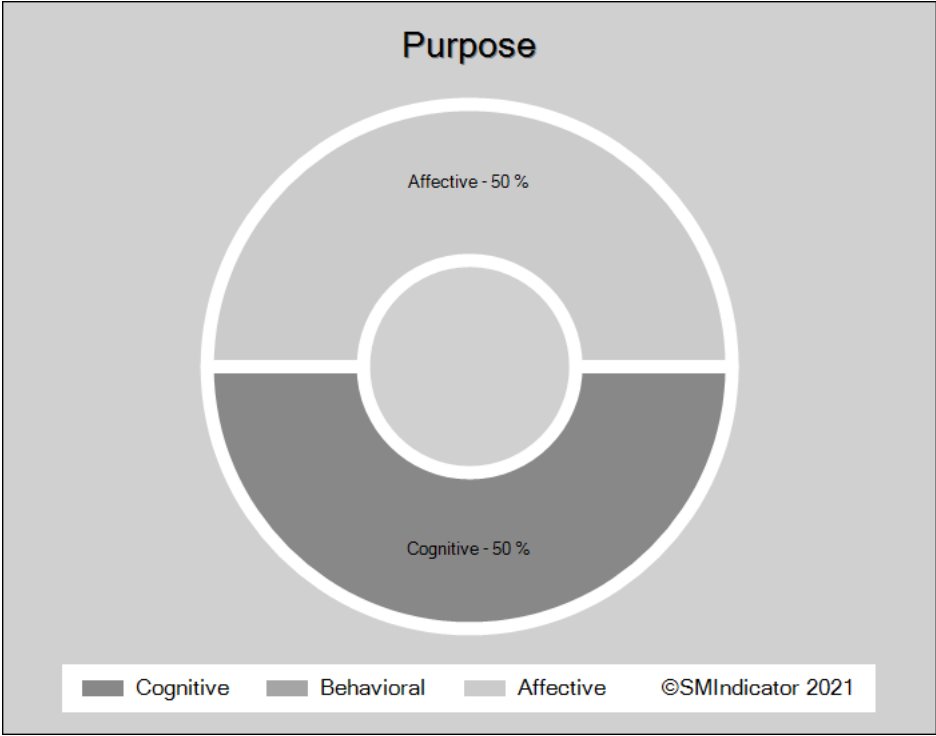 Purpose
Affective - 50 %
Cognitive - 50 %
Cognitive Behavioral Affective ©SMIndicator 2021